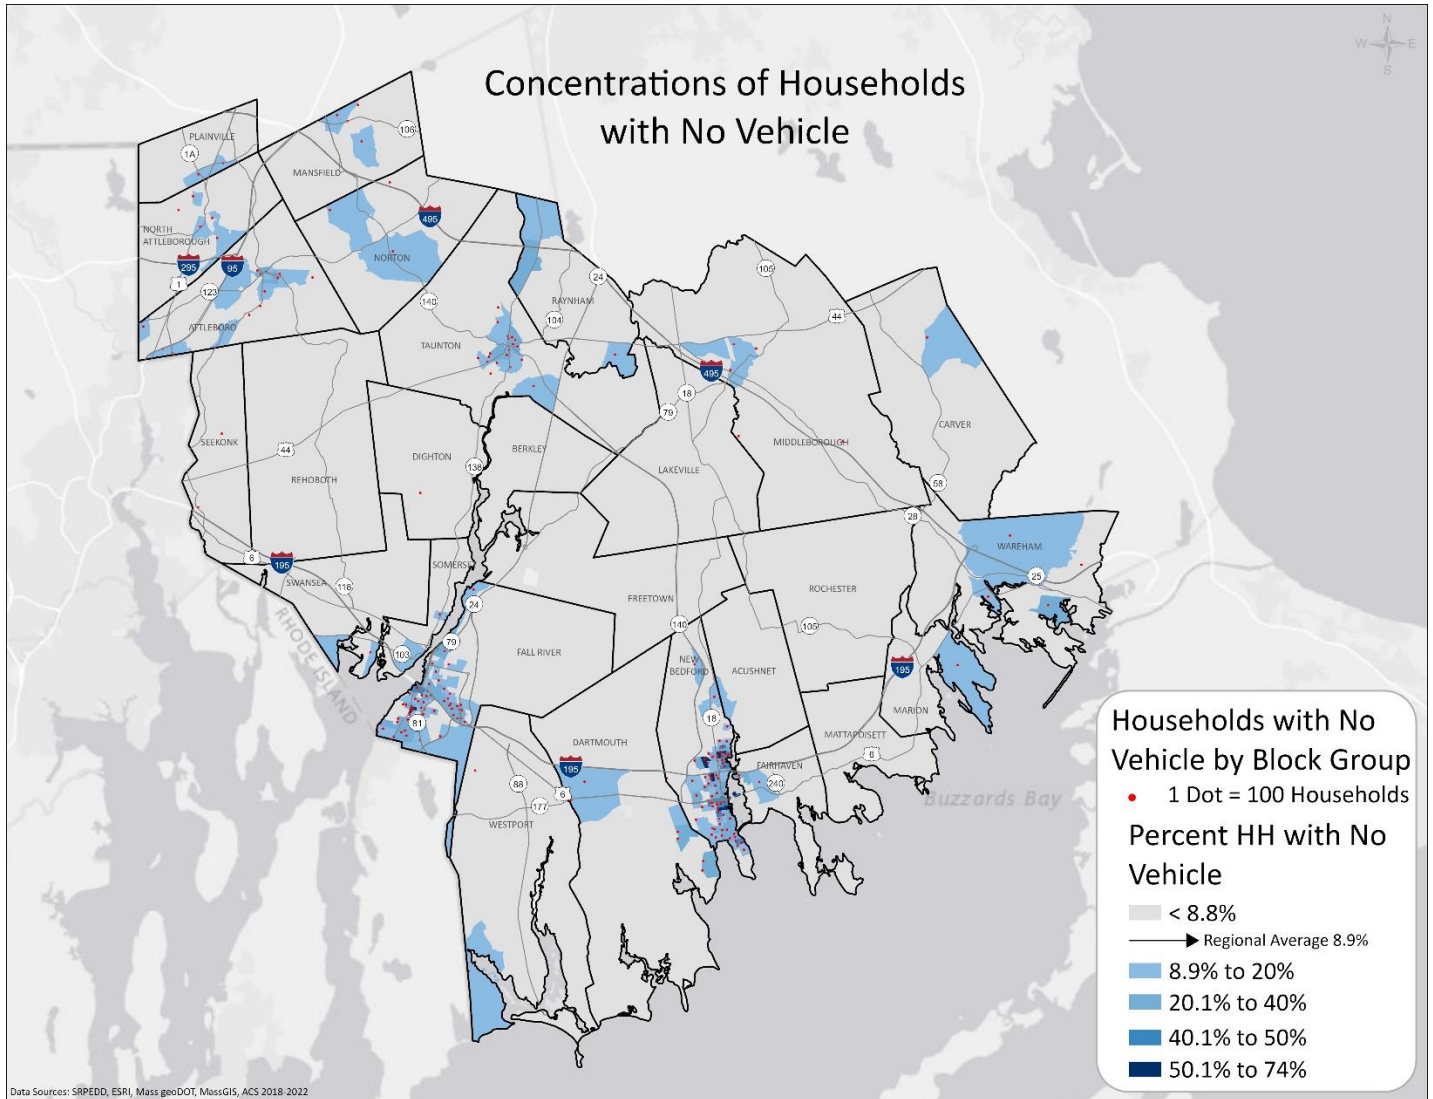 Concentrations of Households
with No Vehicle
N
W E
S
PLAINVILLE
1A
106
MANSFIELD
NORTH
ATTLEBOROUGH
495
295
95
NORTON
1
123
140
ATTLEBORO
105
24
RAYNHAM
104
44
TAUNTON
495
18
79
SEEKONK
44
REHOBOTH
DIGHTON
138
BERKLEY
LAKEVILLE
MIDDLEBOROUGH
CARVER
58
28
WAREHAM
25
6
195
SWANSEA
118
SOMERSE
24
FREETOWN
ROCHESTER
140
105
RHODE ISLAND
103
79
FALL RIVER
NEW
BEDFORD
ACUSHNET
195
MARION
81
18
DARTMOUTH
MATTAPOISETT
6
195
FAIRHAVEN
240
88
6
177
WESTPORT
Buzzards Bay
Households with No
Vehicle by Block Group
1 Dot = 100 Households
Percent HH with No
Vehicle
< 8.8%
Regional Average 8.9%
8.9% to 20%
20.1% to 40%
40.1% to 50%
50.1% to 74%
Data Sources: SRPEDD, ESRI, Mass geoDOT, MassGIS, ACS 2018-2022